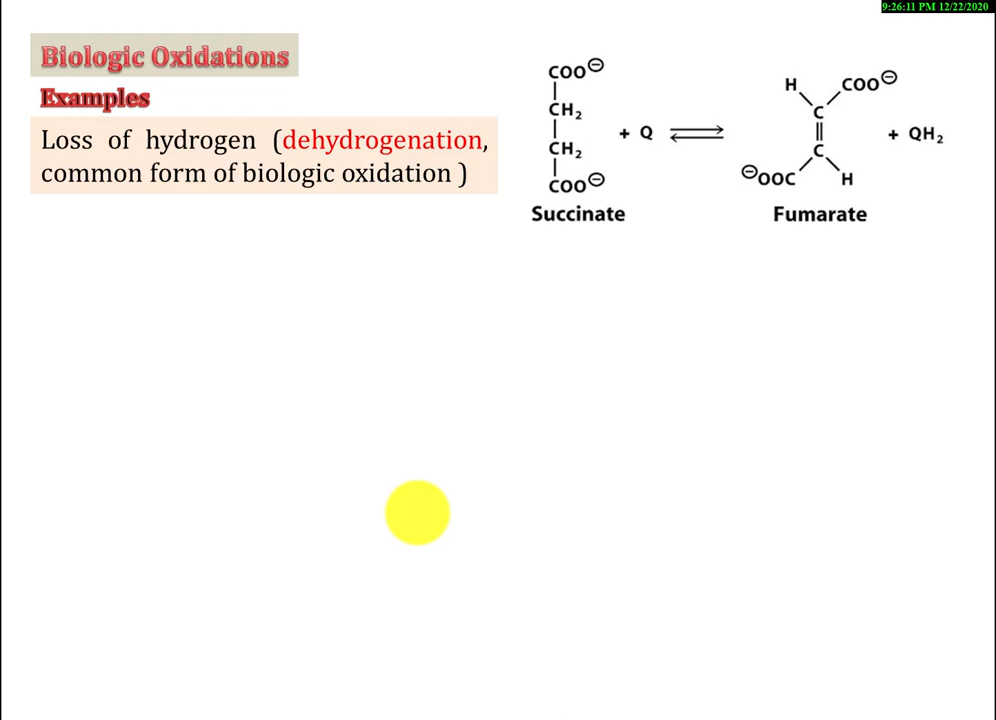 9:26:11 PM 12/22/2020
Biologic Oxidations
Examples
Loss of hydrogen (dehydrogenation,
common form of biologic oxidation )
COO⊖
CH₂
CH₂
COO⊖
+ Q ⇌
Succinate
H COO⊖
C
C
⊖OOC H
+ QH₂
Fumarate